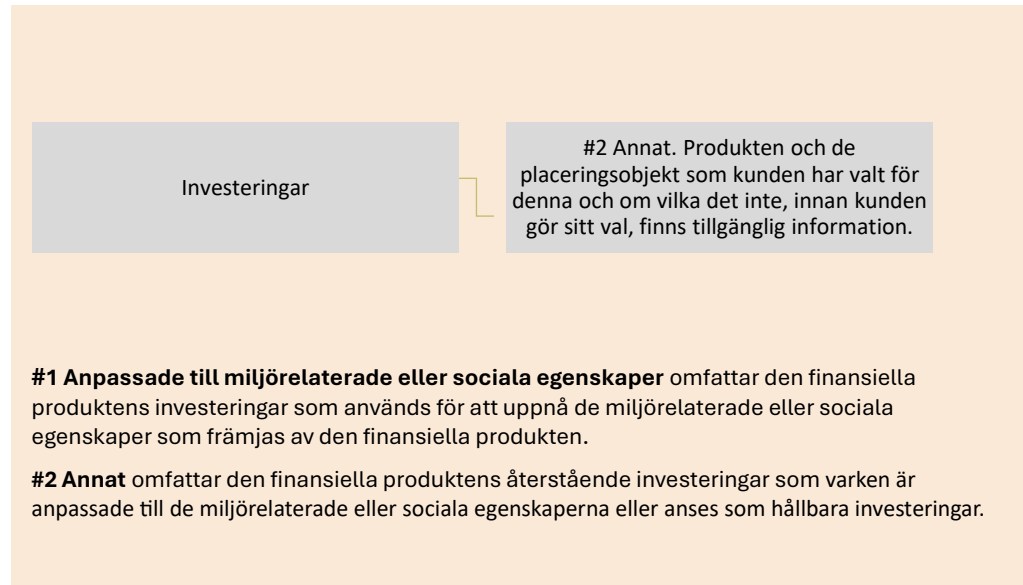 Investeringar
#2 Annat. Produkten och de
placeringsobjekt som kunden har valt för
denna och om vilka det inte, innan kunden
gör sitt val, finns tillgänglig information.
#1 Anpassade till miljörelaterade eller sociala egenskaper omfattar den finansiella
produktens investeringar som används för att uppnå de miljörelaterade eller sociala
egenskaper som främjas av den finansiella produkten.
#2 Annat omfattar den finansiella produktens återstående investeringar som varken är
anpassade till de miljörelaterade eller sociala egenskaperna eller anses som hållbara investeringar.